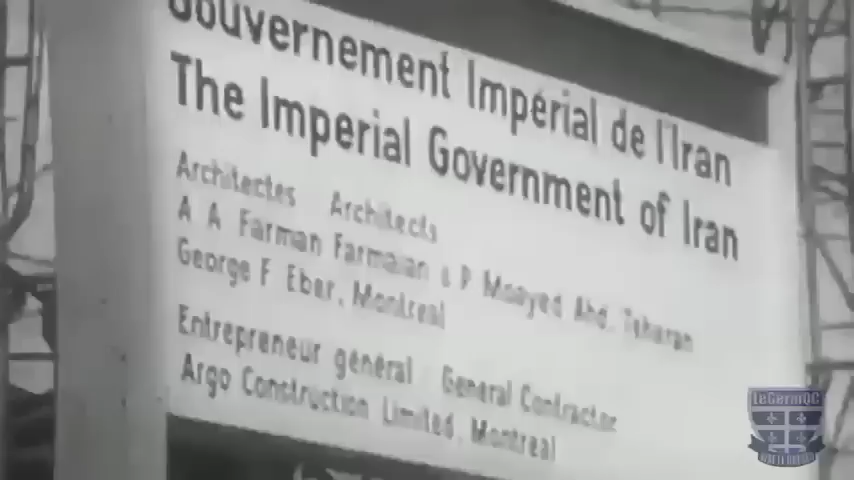 Gouvernement Impérial de l'Iran
The Imperial Government of Iran
Architectes Architects
A A Farman Farmaian & P Moayed Ahd, Teheran
George F Eber, Montreal
Entrepreneur général General Contractor
Argo Construction Limited, Montreal
LeGermQC